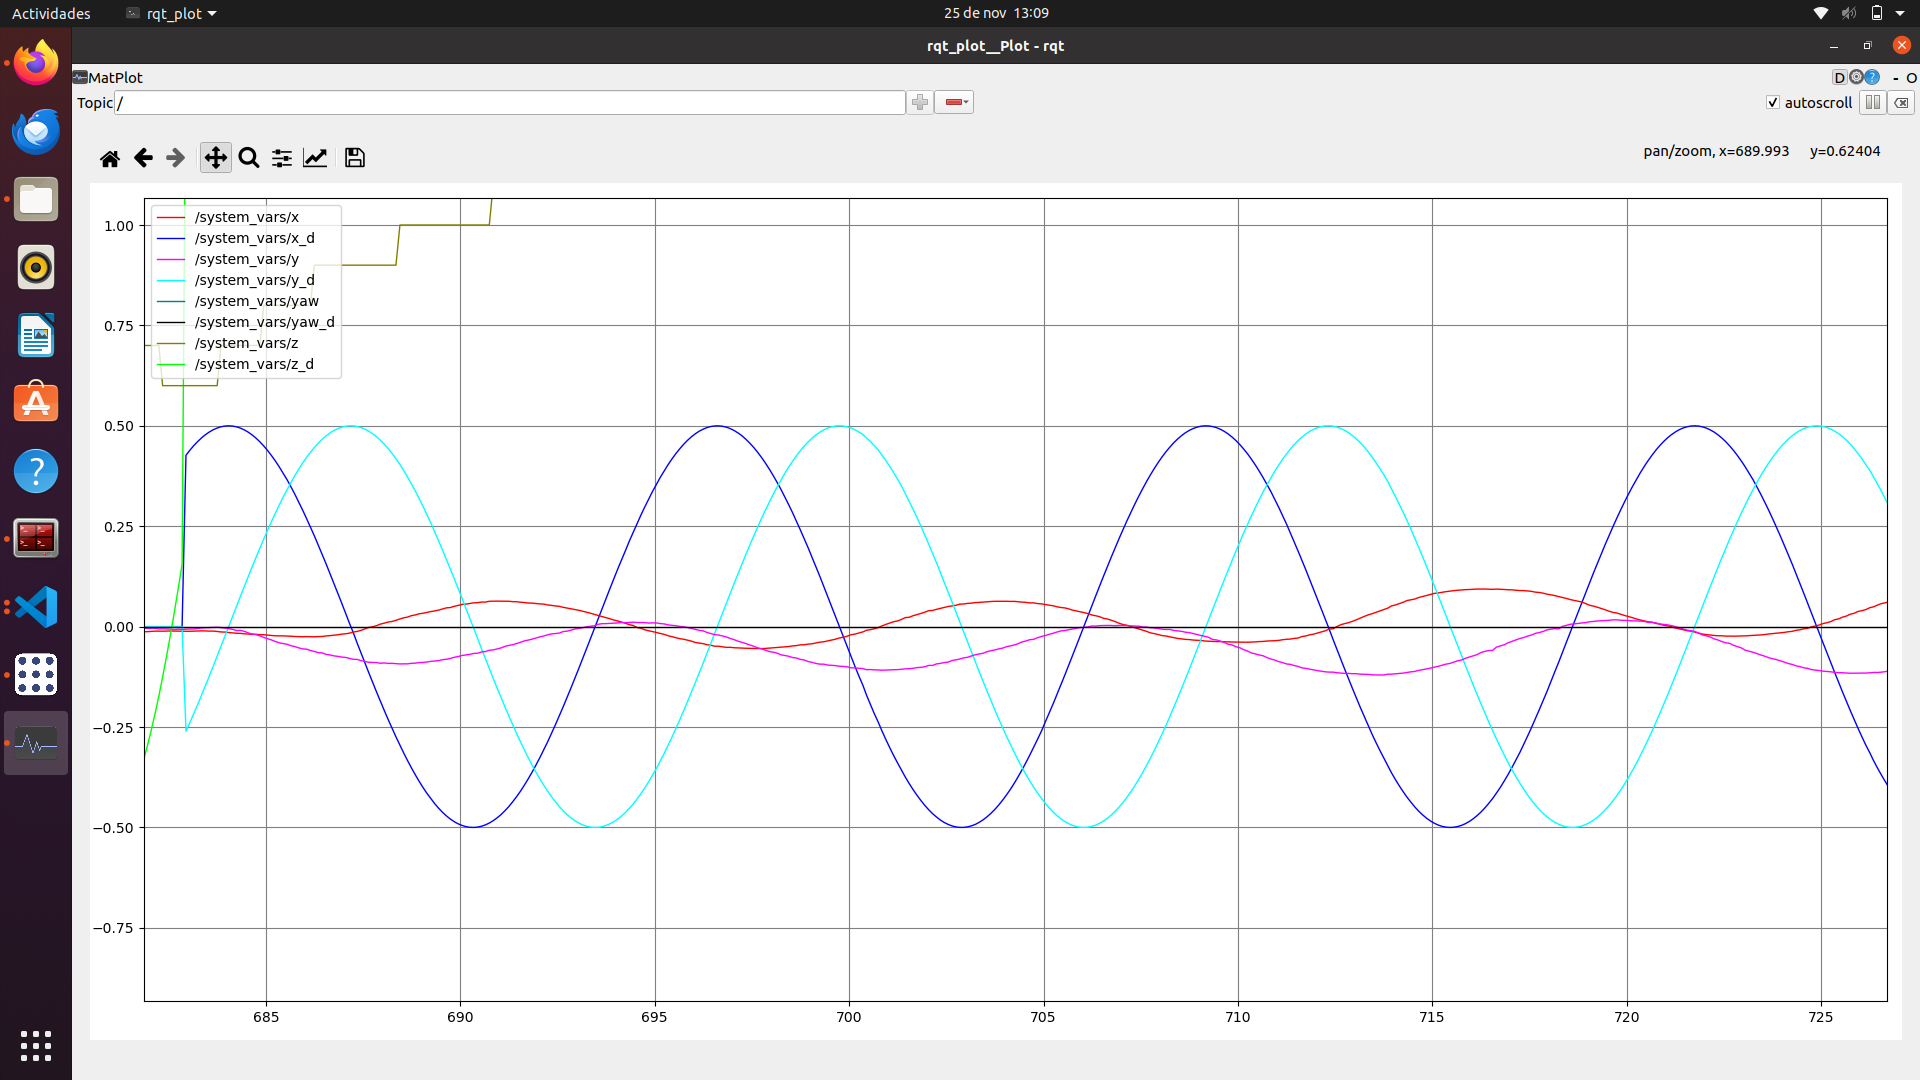 Actividades rqt_plot 25 de nov 13:09
rqt_plot__Plot - rqt
MatPlot D ? - O
Topic / autoscroll
pan/zoom, x=689.993 y=0.62404
/system_vars/x
/system_vars/x_d
/system_vars/y
/system_vars/y_d
/system_vars/yaw
/system_vars/yaw_d
/system_vars/z
/system_vars/z_d
1.00
0.75
0.50
0.25
0.00
−0.25
−0.50
−0.75
685 690 695 700 705 710 715 720 725